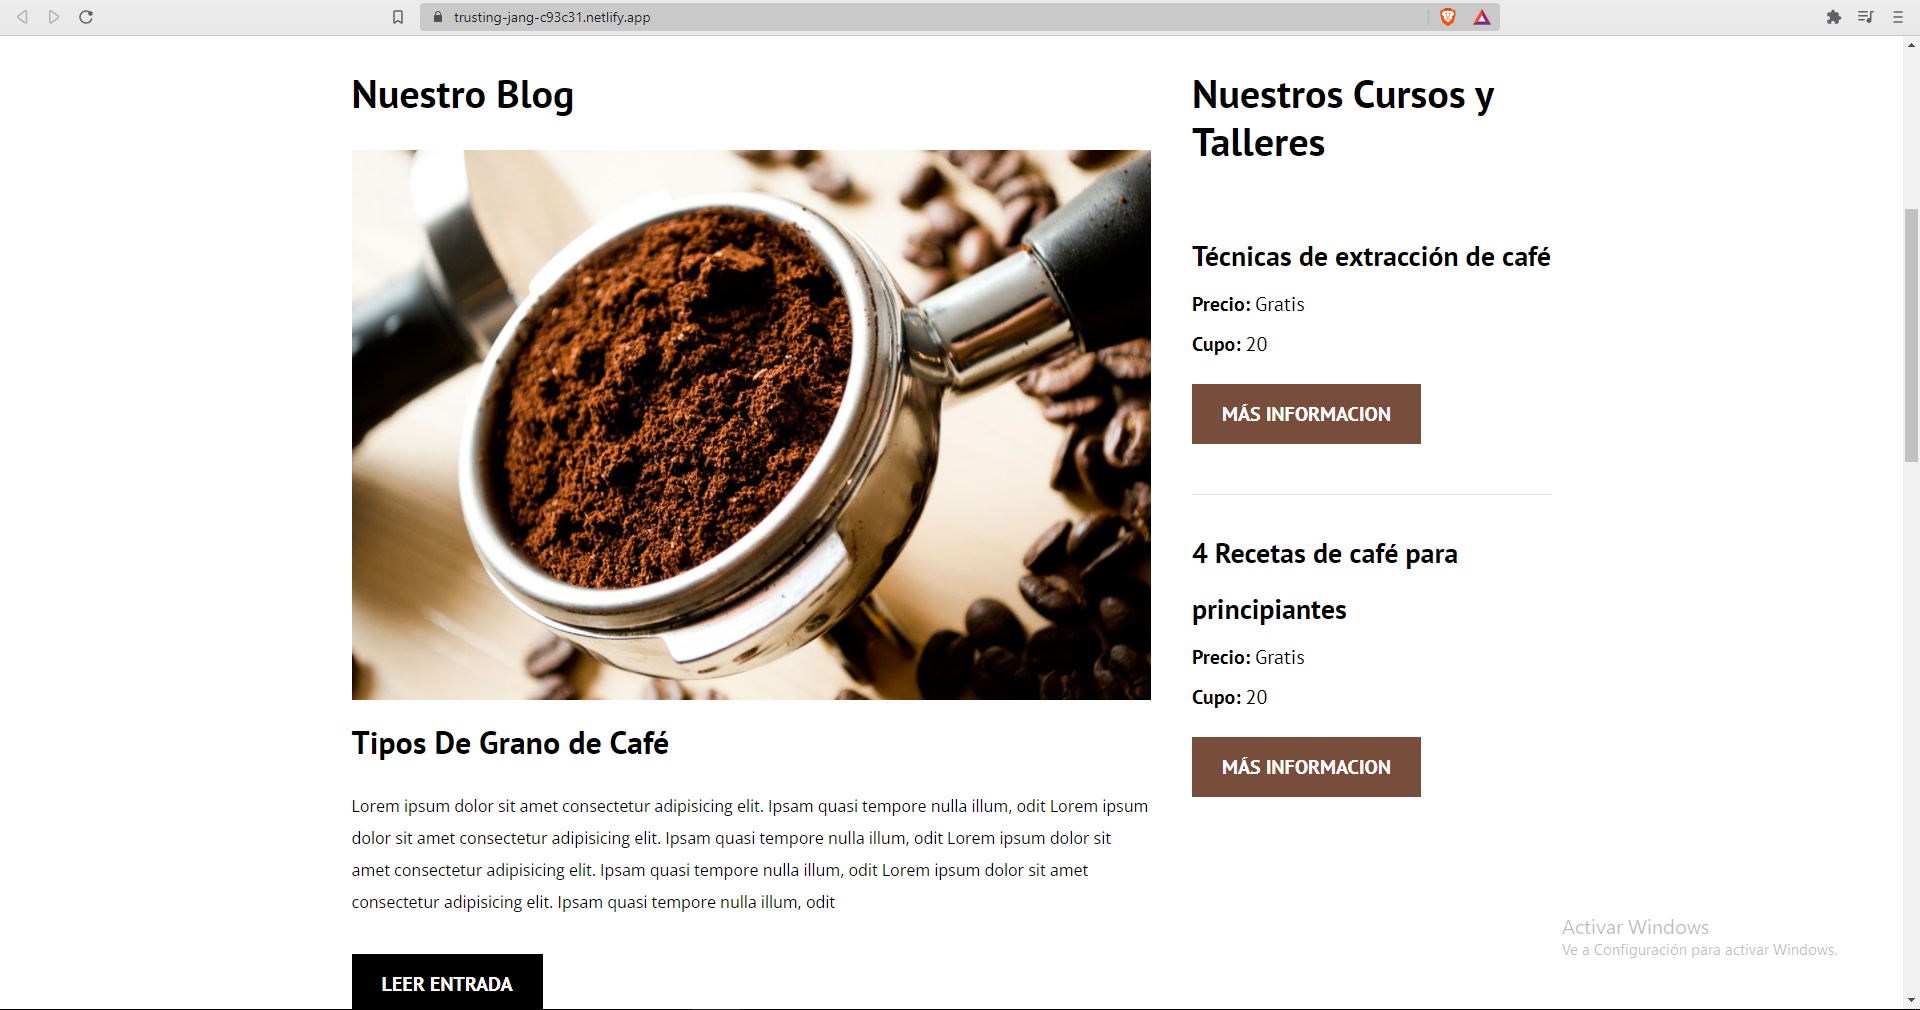 trusting-jang-c93c31.netlify.app
Nuestro Blog
Tipos De Grano de Café
Lorem ipsum dolor sit amet consectetur adipisicing elit. Ipsam quasi tempore nulla illum, odit Lorem ipsum
dolor sit amet consectetur adipisicing elit. Ipsam quasi tempore nulla illum, odit Lorem ipsum dolor sit
amet consectetur adipisicing elit. Ipsam quasi tempore nulla illum, odit Lorem ipsum dolor sit amet
consectetur adipisicing elit. Ipsam quasi tempore nulla illum, odit
LEER ENTRADA
Nuestros Cursos y
Talleres
Técnicas de extracción de café
Precio: Gratis
Cupo: 20
MÁS INFORMACION
4 Recetas de café para
principiantes
Precio: Gratis
Cupo: 20
MÁS INFORMACION
Activar Windows
Ve a Configuración para activar Windows.